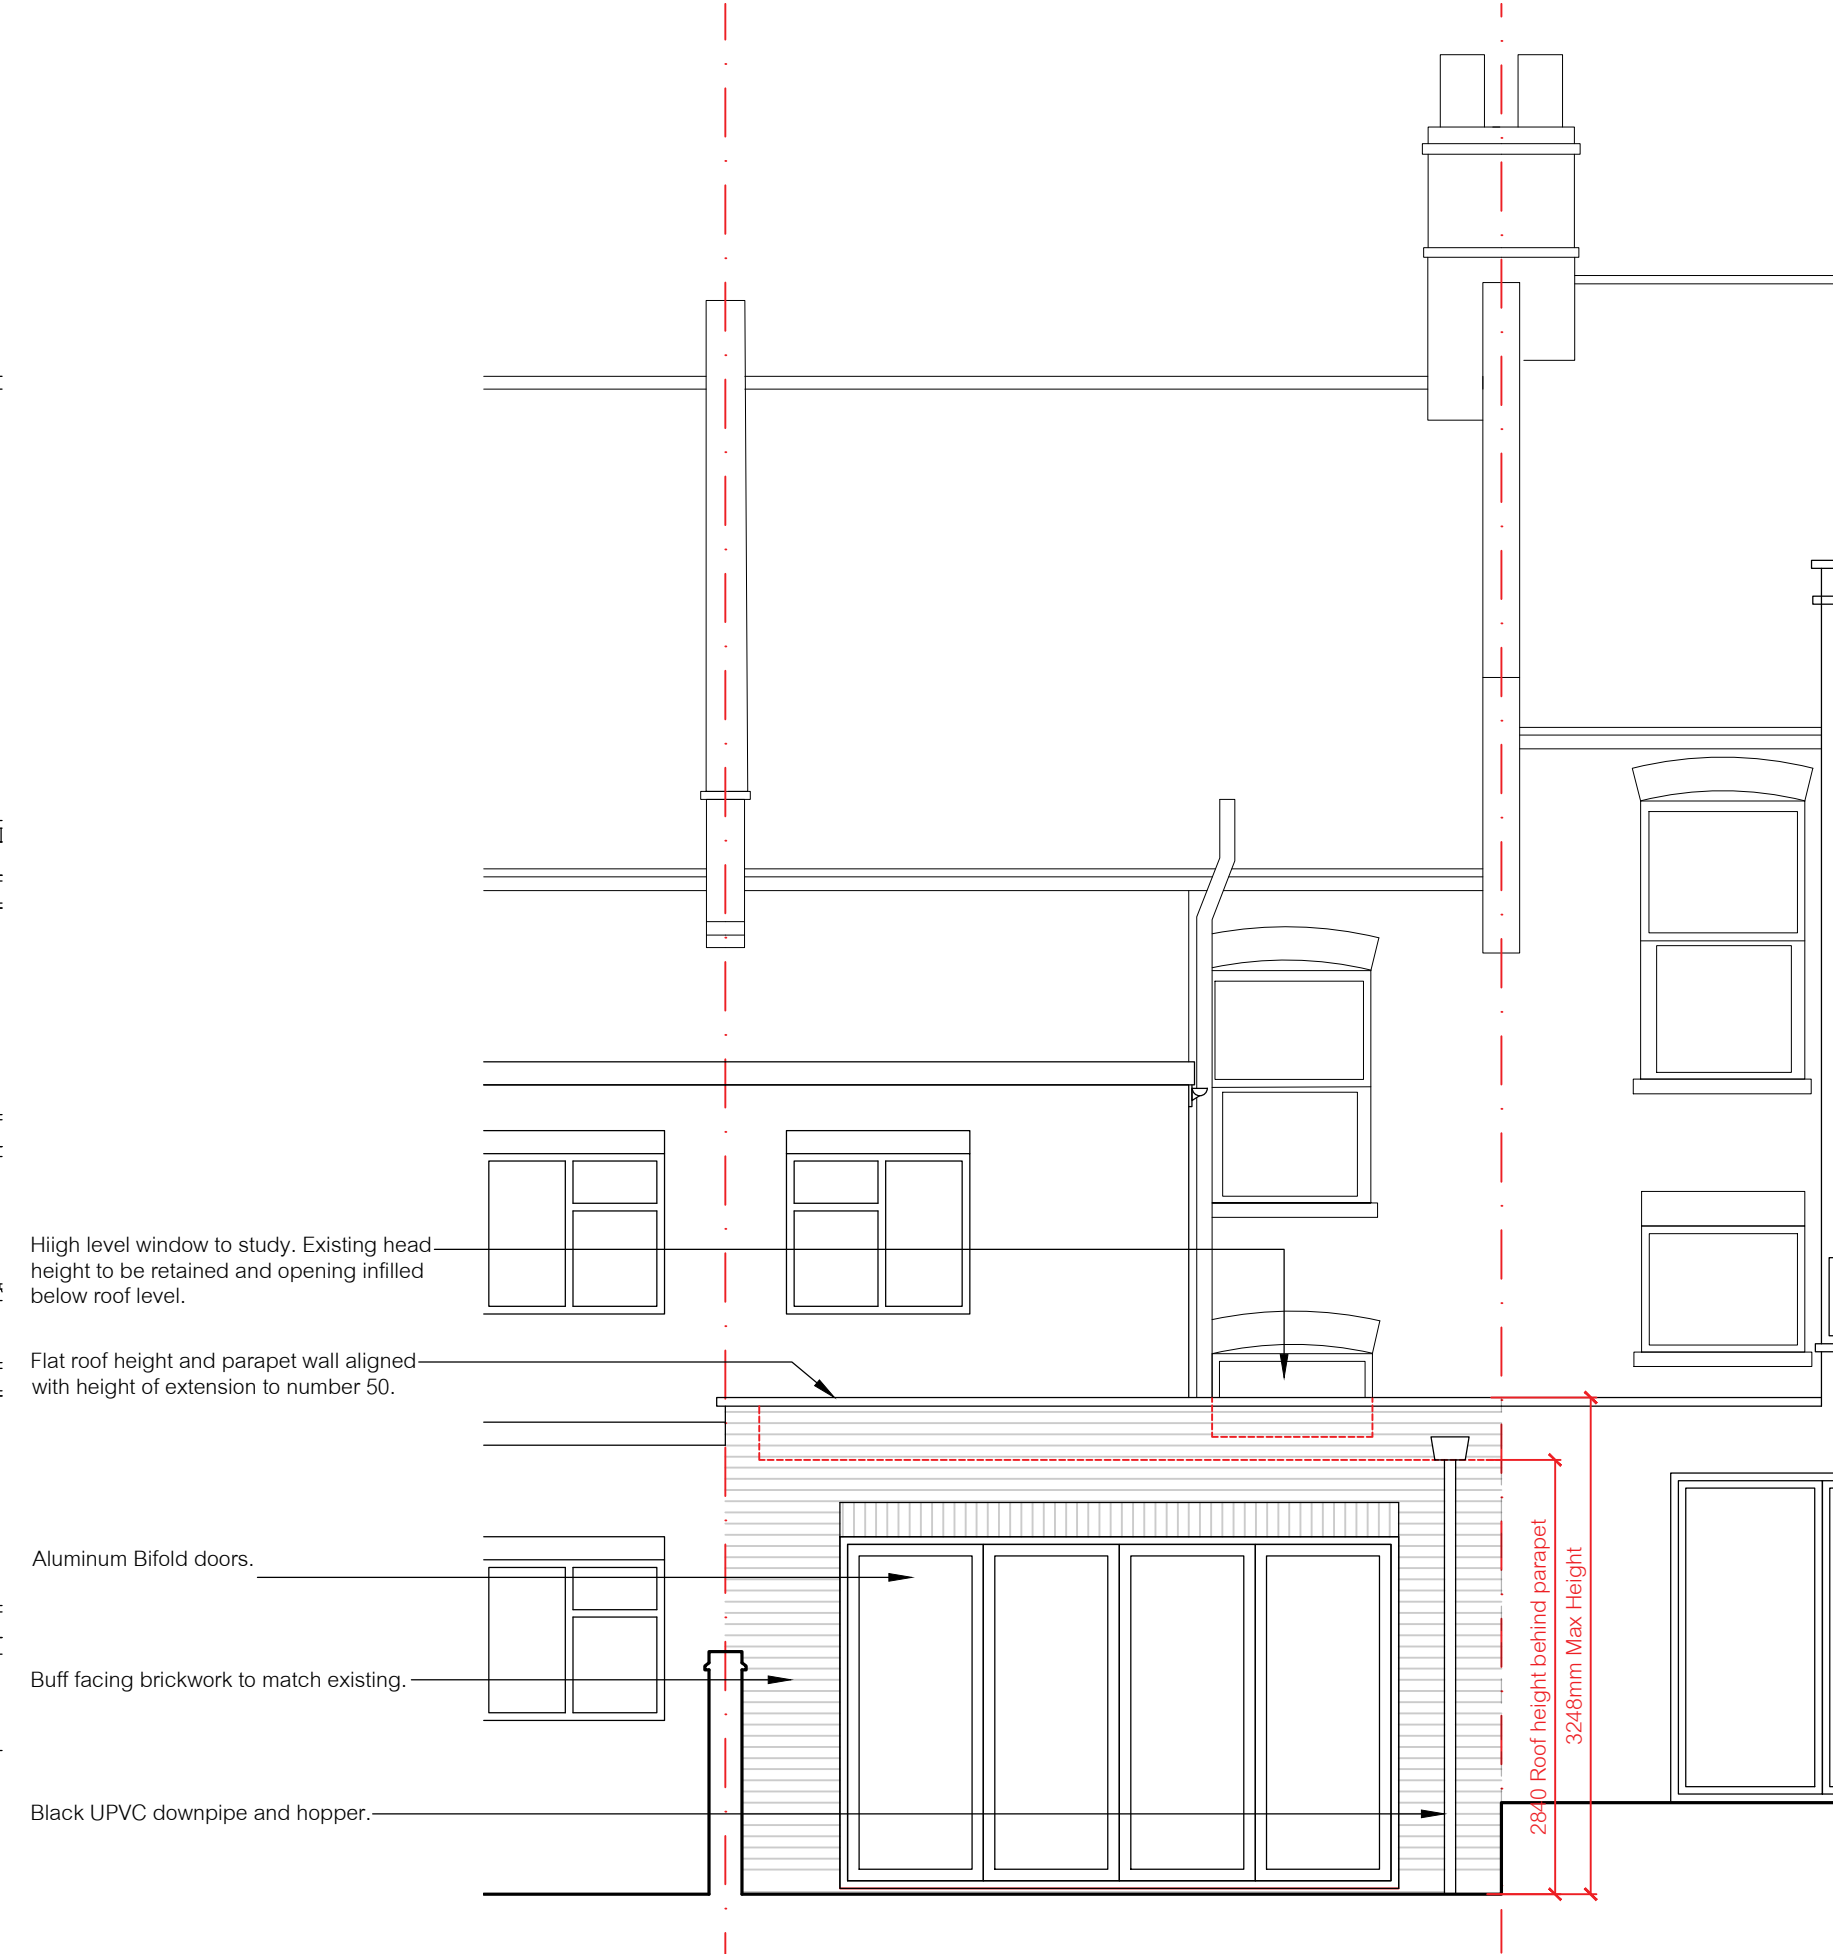 Hiigh level window to study. Existing head
height to be retained and opening infilled
below roof level.
Flat roof height and parapet wall aligned
with height of extension to number 50.
Aluminum Bifold doors.
Buff facing brickwork to match existing.
Black UPVC downpipe and hopper.
2840 Roof height behind parapet
3248mm Max Height